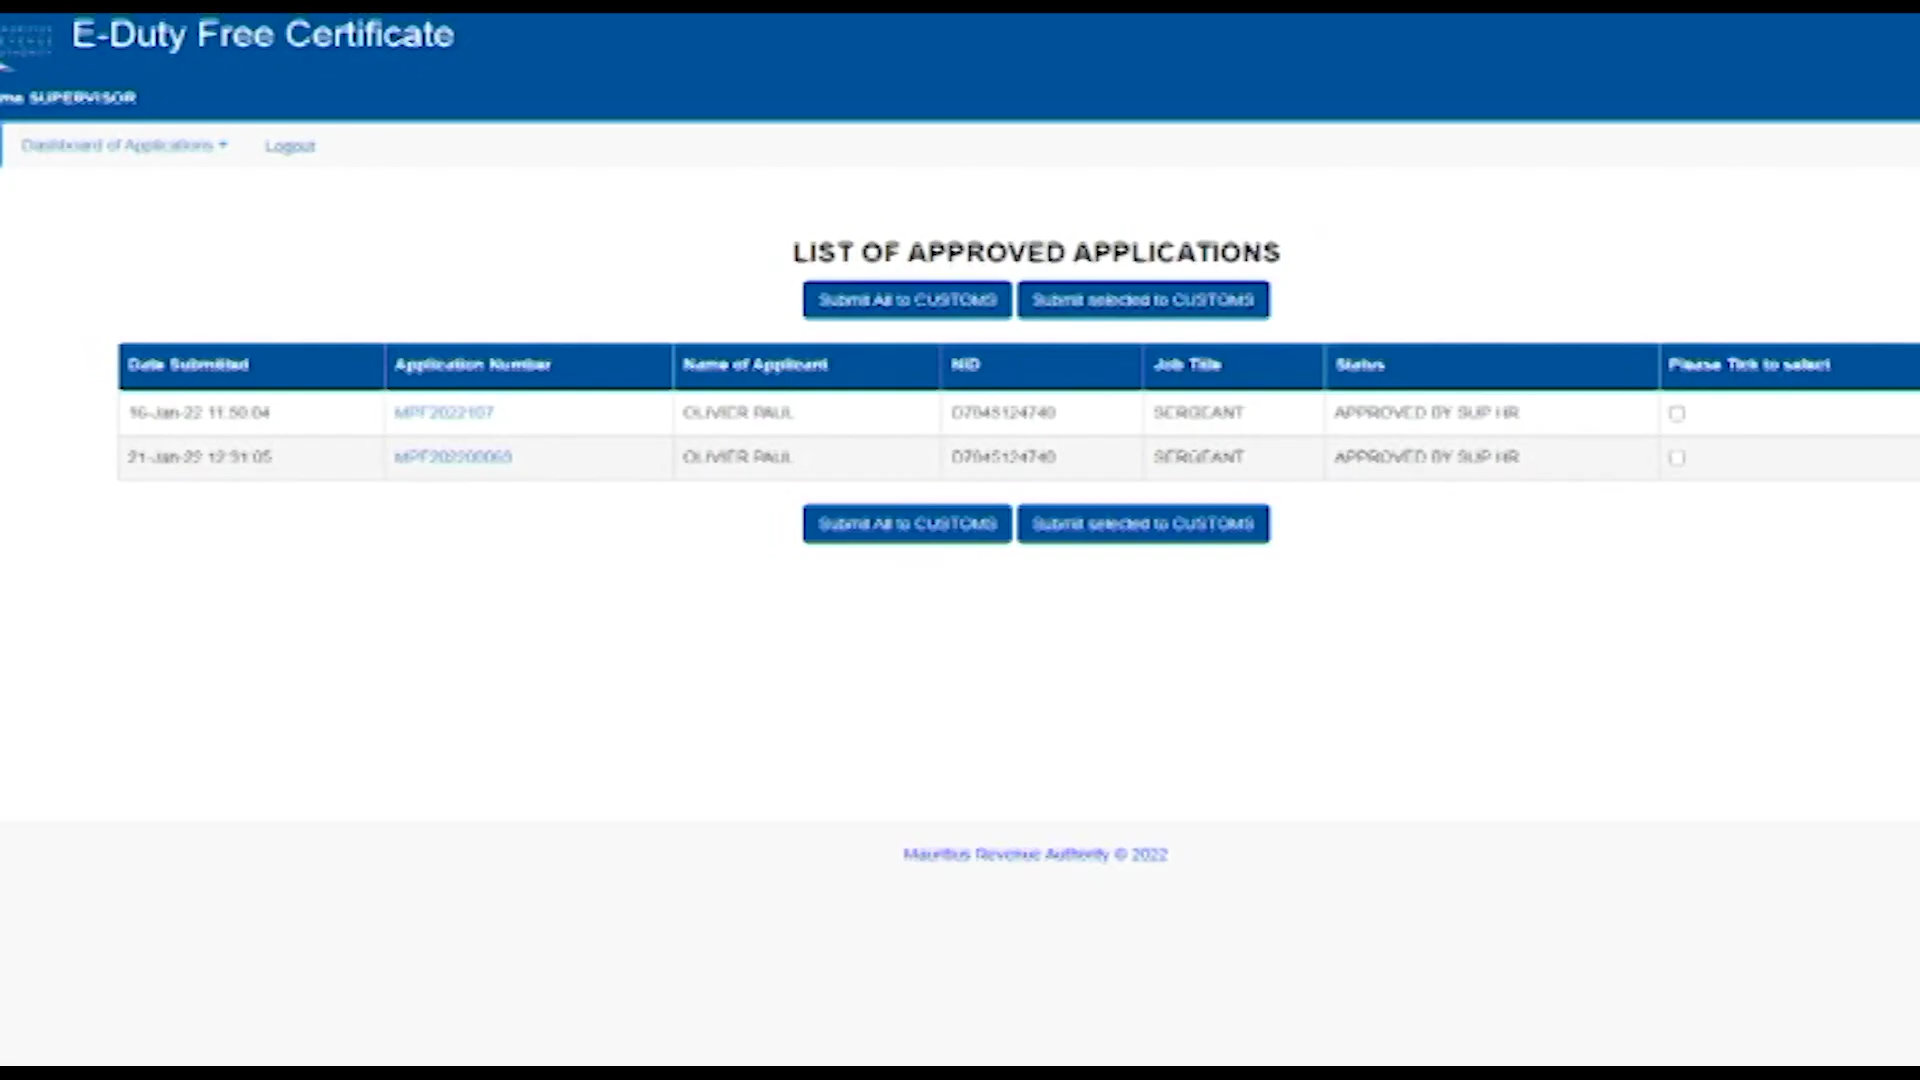 E-Duty Free Certificate
SUPERVISOR
Dashboard of Applications Logout
LIST OF APPROVED APPLICATIONS
Submit All to CUSTOMS Submit selected to CUSTOMS
Date Submitted Application Number Name of Applicant NID Job Title Status Please Tick to select
OLIVIER PAUL SERGEANT APPROVED BY SUP HR
OLIVIER PAUL SERGEANT APPROVED BY SUP HR
Submit All to CUSTOMS Submit selected to CUSTOMS
Mauritius Revenue Authority © 2022